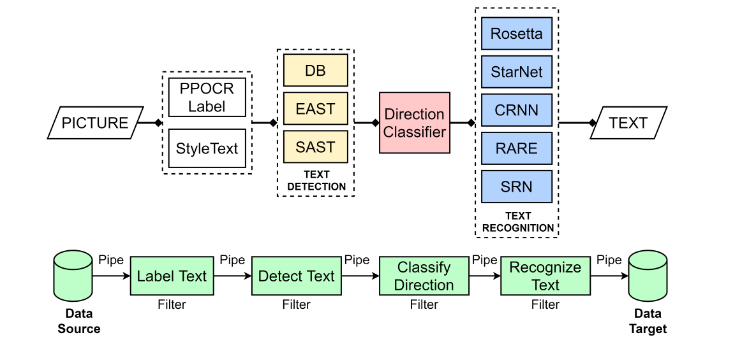 PICTURE
PPOCR
Label
StyleText
DB
EAST
SAST
TEXT
DETECTION
Direction
Classifier
Rosetta
StarNet
CRNN
RARE
SRN
TEXT
RECOGNITION
TEXT
Data
Source
Pipe
Label Text
Filter
Pipe
Detect Text
Filter
Pipe
Classify
Direction
Filter
Pipe
Recognize
Text
Filter
Pipe
Data
Target